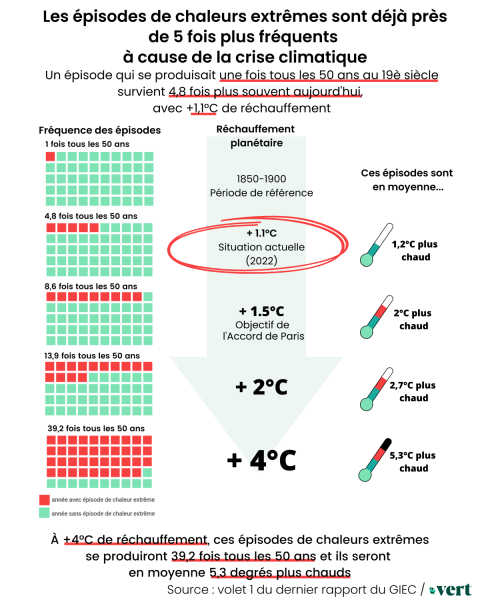 Les épisodes de chaleurs extrêmes sont déjà près
de 5 fois plus fréquents
à cause de la crise climatique
Un épisode qui se produisait une fois tous les 50 ans au 19è siècle
survient 4,8 fois plus souvent aujourd'hui,
avec +1,1°C de réchauffement
Fréquence des épisodes
Réchauffement
planétaire
Ces épisodes sont
en moyenne...
1 fois tous les 50 ans
1850-1900
Période de référence
4,8 fois tous les 50 ans
+ 1.1°C
Situation actuelle
(2022)
1,2°C plus
chaud
8,6 fois tous les 50 ans
+ 1.5°C
Objectif de
l'Accord de Paris
2°C plus
chaud
13,9 fois tous les 50 ans
+ 2°C
2,7°C plus
chaud
39,2 fois tous les 50 ans
+ 4°C
5,3°C plus
chaud
année avec épisode de chaleur extrême
année sans épisode de chaleur extrême
À +4°C de réchauffement, ces épisodes de chaleurs extrêmes
se produiront 39,2 fois tous les 50 ans et ils seront
en moyenne 5,3 degrés plus chauds
Source : volet 1 du dernier rapport du GIEC / vert